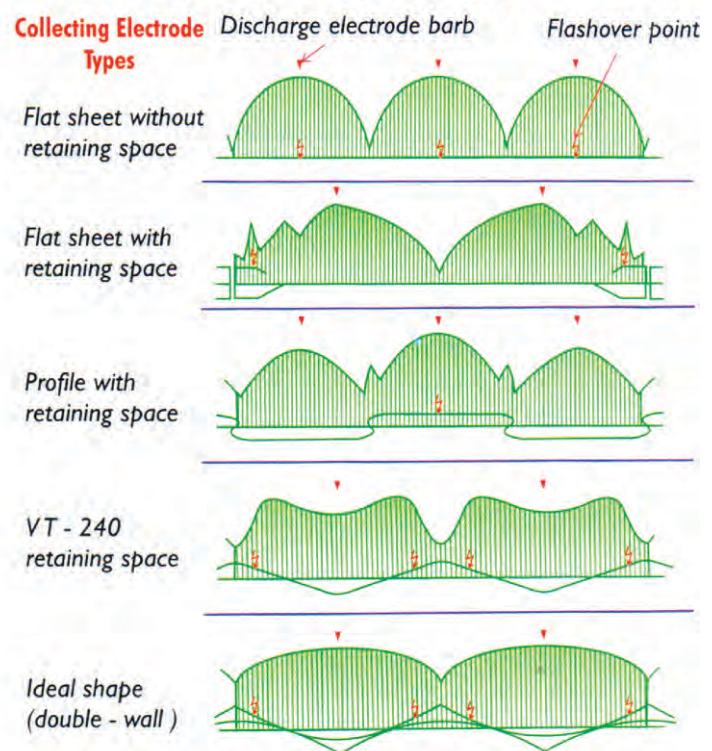 Collecting Electrode
Types
Discharge electrode barb
Flashover point
Flat sheet without
retaining space
Flat sheet with
retaining space
Profile with
retaining space
VT - 240
retaining space
Ideal shape
(double - wall )